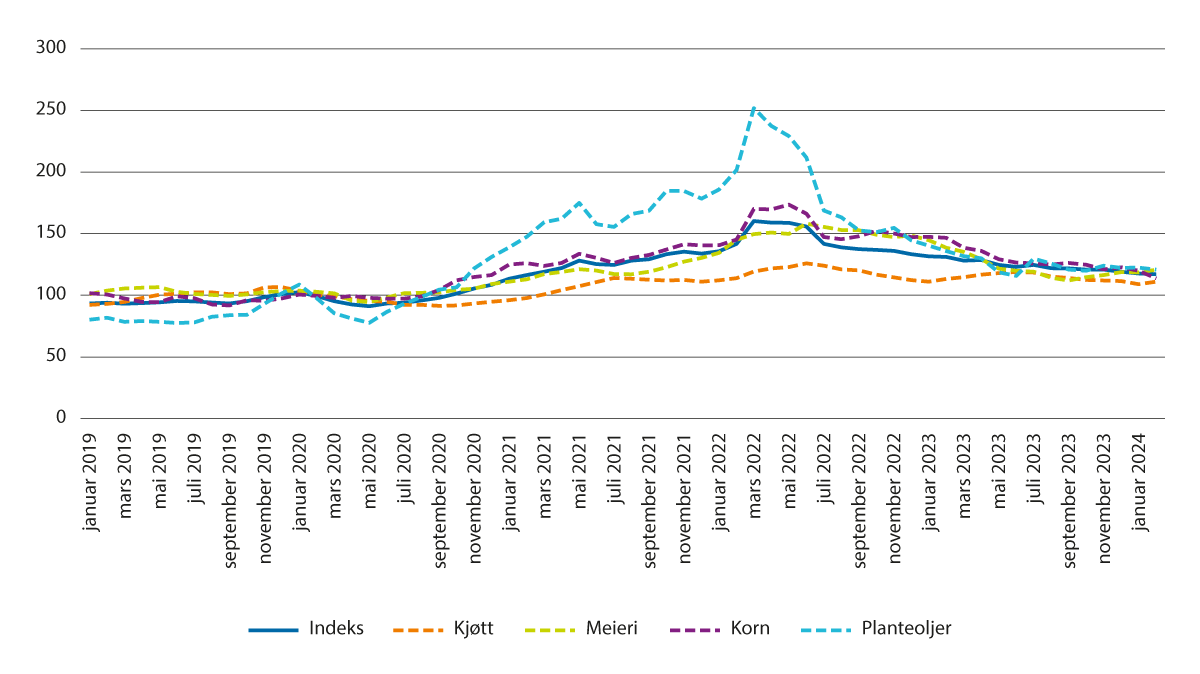 300
250
200
150
100
50
0
januar 2019
mars 2019
mai 2019
juli 2019
september 2019
november 2019
januar 2020
mars 2020
mai 2020
juli 2020
september 2020
november 2020
januar 2021
mars 2021
mai 2021
juli 2021
september 2021
november 2021
januar 2022
mars 2022
mai 2022
juli 2022
september 2022
november 2022
januar 2023
mars 2023
mai 2023
juli 2023
september 2023
november 2023
januar 2024
Indeks Kjøtt Meieri Korn Planteoljer